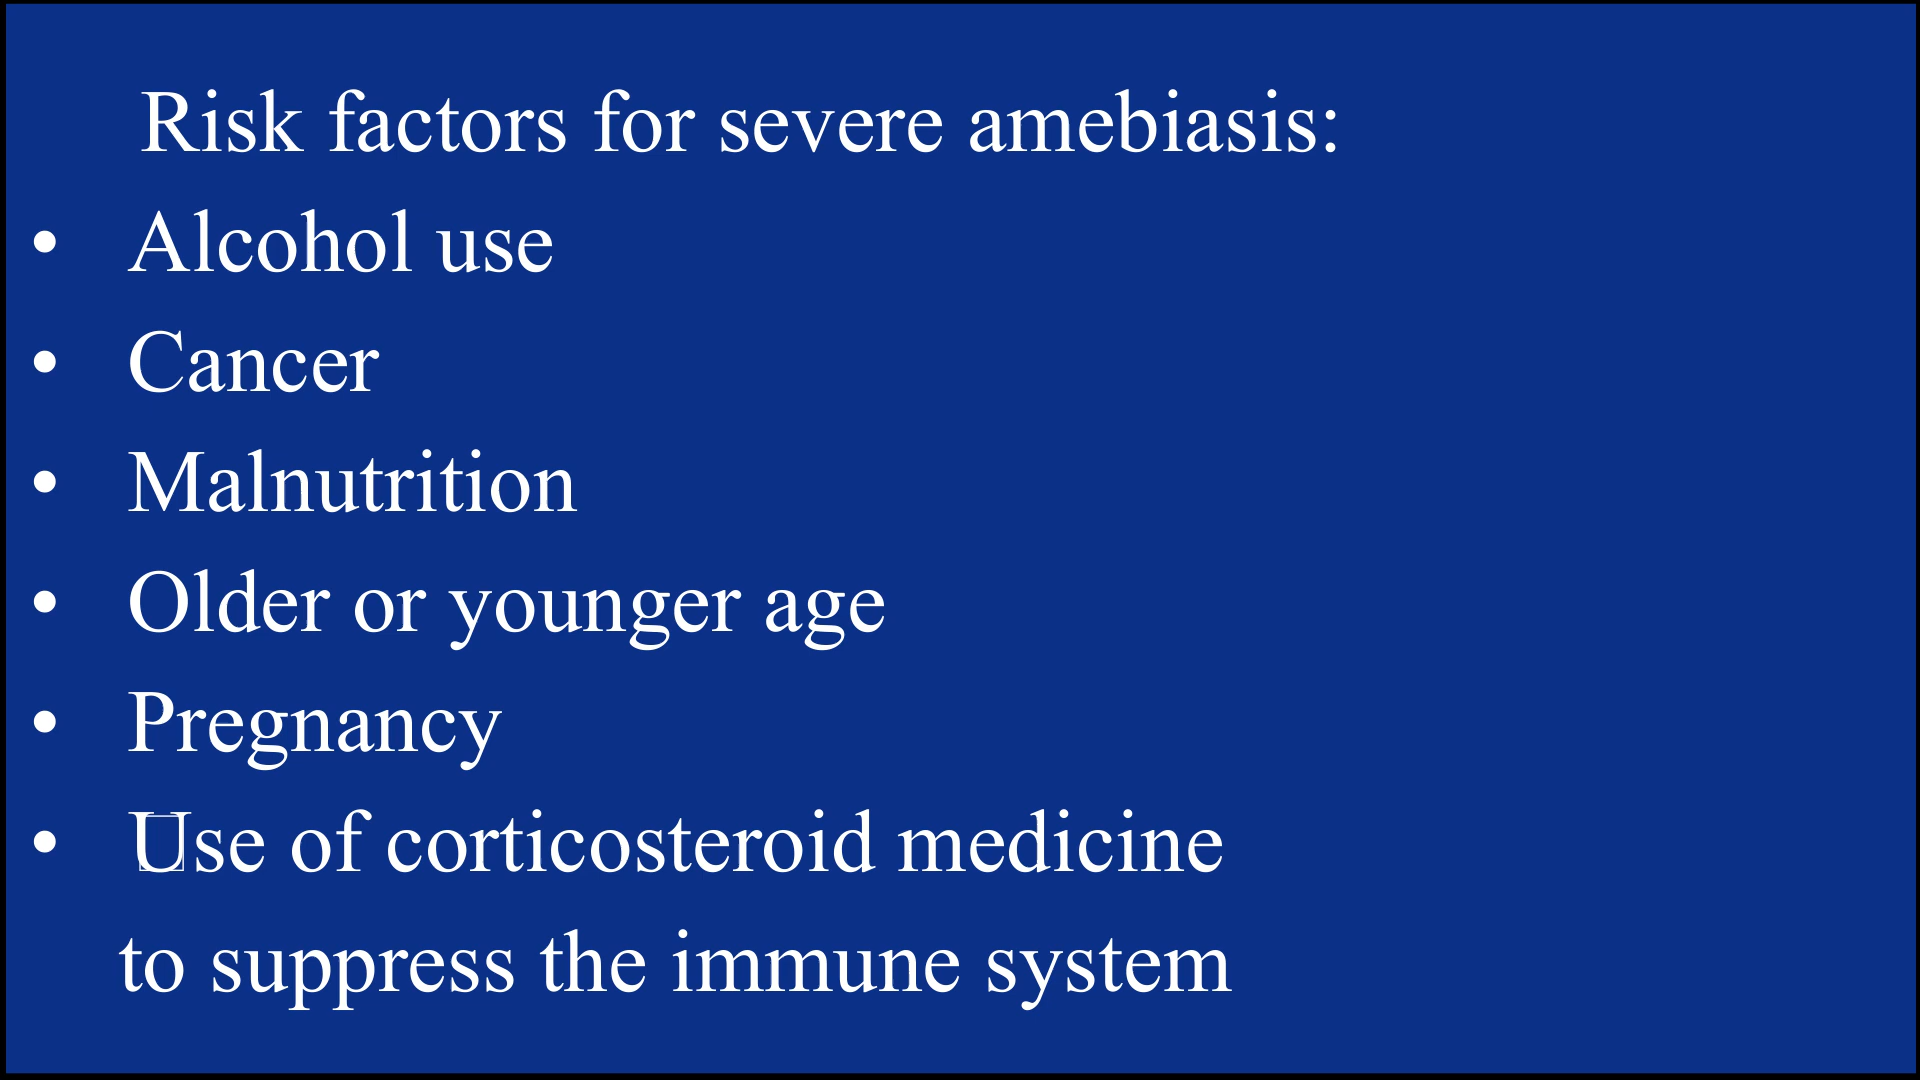 Risk factors for severe amebiasis:
• Alcohol use
• Cancer
• Malnutrition
• Older or younger age
• Pregnancy
• Use of corticosteroid medicine
to suppress the immune system